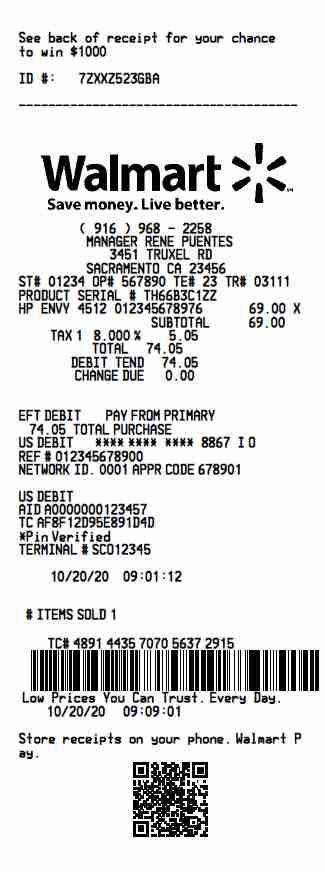 See back of receipt for your chance
to win $1000
ID #: 7ZXXZ523GBA
Walmart
Save money. Live better.
( 916 ) 968 - 2258
MANAGER RENE PUENTES
3451 TRUXEL RD
SACRAMENTO CA 23456
ST# 01234 OP# 567890 TE# 23 TR# 03111
PRODUCT SERIAL # TH66B3C1ZZ
HP ENVY 4512 012345678976 69.00 X
SUBTOTAL 69.00
TAX 1 8.000 % 5.05
TOTAL 74.05
DEBIT TEND 74.05
CHANGE DUE 0.00
EFT DEBIT PAY FROM PRIMARY
74.05 TOTAL PURCHASE
US DEBIT **** **** **** 8867 I 0
REF # 012345678900
NETWORK ID. 0001 APPR CODE 678901
US DEBIT
AID A0000000123457
TC AF8F12D95E891D4D
*Pin Verified
TERMINAL # SC012345
10/20/20 09:01:12
# ITEMS SOLD 1
TC# 4891 4435 7070 5637 2915
Low Prices You Can Trust. Every Day.
10/20/20 09:09:01
Store receipts on your phone. Walmart P
ay.